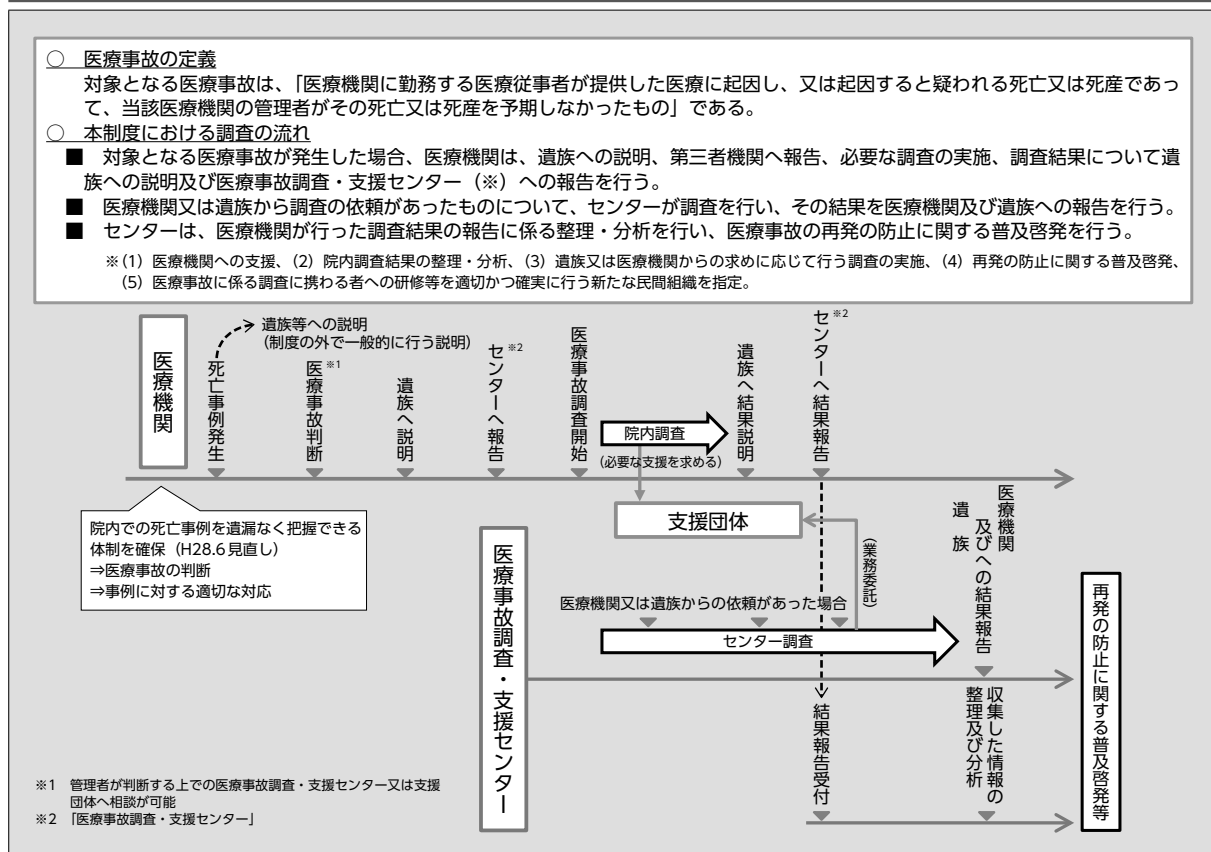 ○　医療事故の定義
対象となる医療事故は、「医療機関に勤務する医療従事者が提供した医療に起因し、又は起因すると疑われる死亡又は死産であっ
て、当該医療機関の管理者がその死亡又は死産を予期しなかったもの」である。
○　本制度における調査の流れ
■　対象となる医療事故が発生した場合、医療機関は、遺族への説明、第三者機関へ報告、必要な調査の実施、調査結果について遺
族への説明及び医療事故調査・支援センター（※）への報告を行う。
■　医療機関又は遺族から調査の依頼があったものについて、センターが調査を行い、その結果を医療機関及び遺族への報告を行う。
■　センターは、医療機関が行った調査結果の報告に係る整理・分析を行い、医療事故の再発の防止に関する普及啓発を行う。
※（1）医療機関への支援、（2）院内調査結果の整理・分析、（3）遺族又は医療機関からの求めに応じて行う調査の実施、（4）再発の防止に関する普及啓発、
（5）医療事故に係る調査に携わる者への研修等を適切かつ確実に行う新たな民間組織を指定。
医療機関
死亡事例発生
遺族等への説明
（制度の外で一般的に行う説明）
医療事故判断※1
遺族へ説明
センターへ報告※2
医療事故調査開始
院内調査
（必要な支援を求める）
遺族へ結果説明
センターへ結果報告※2
院内での死亡事例を遺漏なく把握できる
体制を確保（H28.6見直し）
⇒医療事故の判断
⇒事例に対する適切な対応
支援団体
（業務委託）
医療事故調査・支援センター
医療機関又は遺族からの依頼があった場合
センター調査
医療機関
及びへの結果報告
遺族
結果報告受付
収集した情報の
整理及び分析
再発の防止に関する普及啓発等
※1　管理者が判断する上での医療事故調査・支援センター又は支援
団体へ相談が可能
※2　「医療事故調査・支援センター」